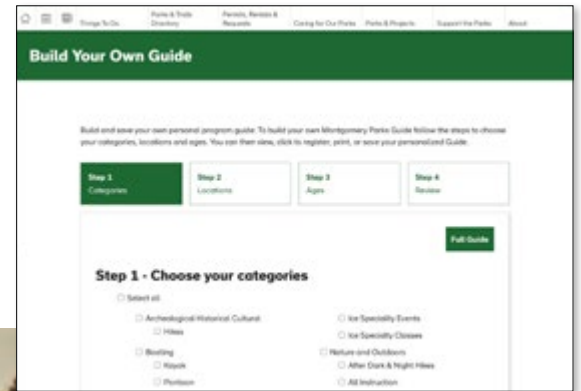 Things To Do
Parks & Trails Directory
Permits, Rentals & Requests
Caring for Our Parks
Parks & Projects
Support the Parks
About
Build Your Own Guide
Build and save your own personal program guide. To build your own Montgomery Parks Guide follow the steps to choose
your categories, locations and ages. You can then view, click to register, print, or save your personalized Guide.
Step 1
Categories
Step 2
Locations
Step 3
Ages
Step 4
Review
Full Guide
Step 1 - Choose your categories
Select all
Archeological Historical Cultural
Hikes
Boating
Kayak
Pontoon
Ice Speciality Events
Ice Specialty Classes
Nature and Outdoors
After Dark & Night Hikes
All Instruction